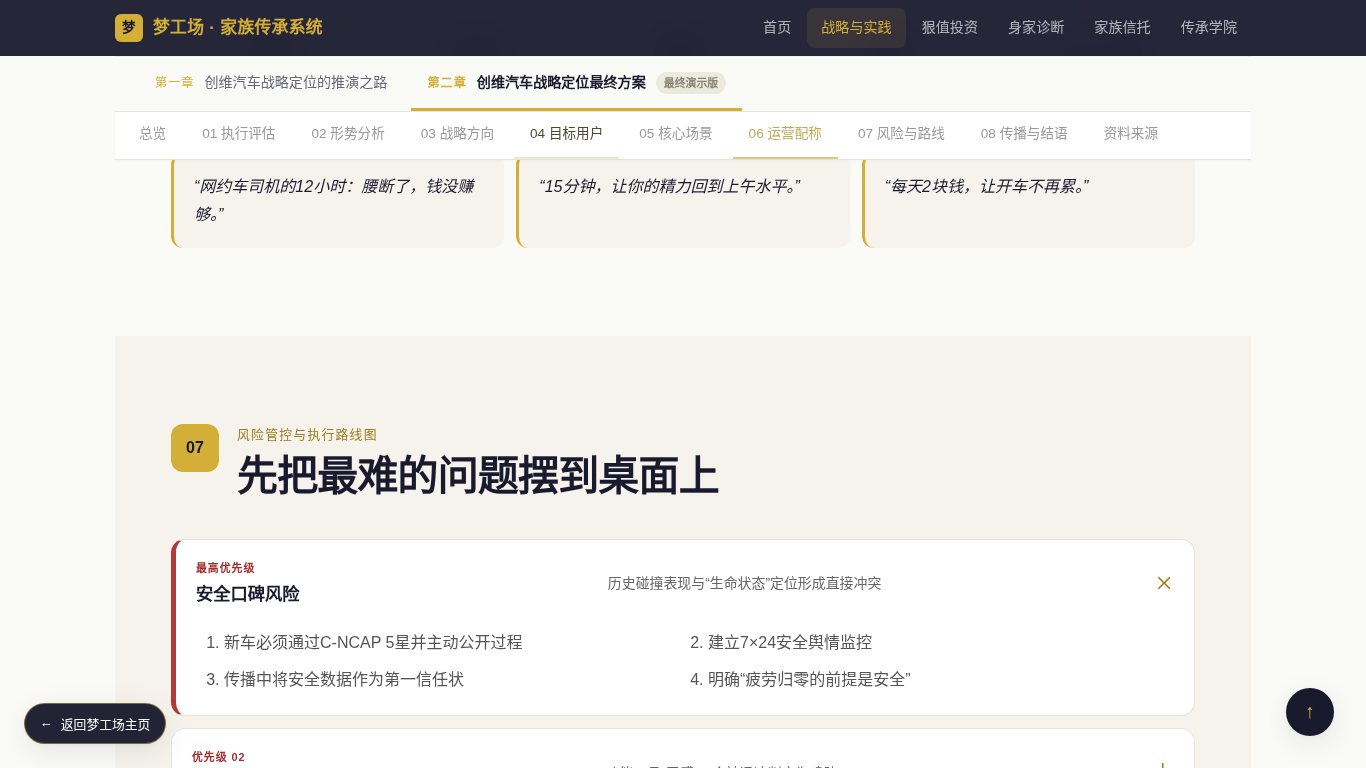 梦 梦工场 · 家族传承系统 首页 战略与实践 狠值投资 身家诊断 家族信托 传承学院
第一章 创维汽车战略定位的推演之路 第二章 创维汽车战略定位最终方案 最终演示版
总览 01 执行评估 02 形势分析 03 战略方向 04 目标用户 05 核心场景 06 运营配称 07 风险与路线 08 传播与结语 资料来源
“网约车司机的12小时：腰断了，钱没赚够。”
“15分钟，让你的精力回到上午水平。”
“每天2块钱，让开车不再累。”
07
风险管控与执行路线图
先把最难的问题摆到桌面上
最高优先级
安全口碑风险
历史碰撞表现与“生命状态”定位形成直接冲突
1. 新车必须通过C-NCAP 5星并主动公开过程
2. 建立7×24安全舆情监控
3. 传播中将安全数据作为第一信任状
4. 明确“疲劳归零的前提是安全”
← 返回梦工场主页
↑
优先级 02